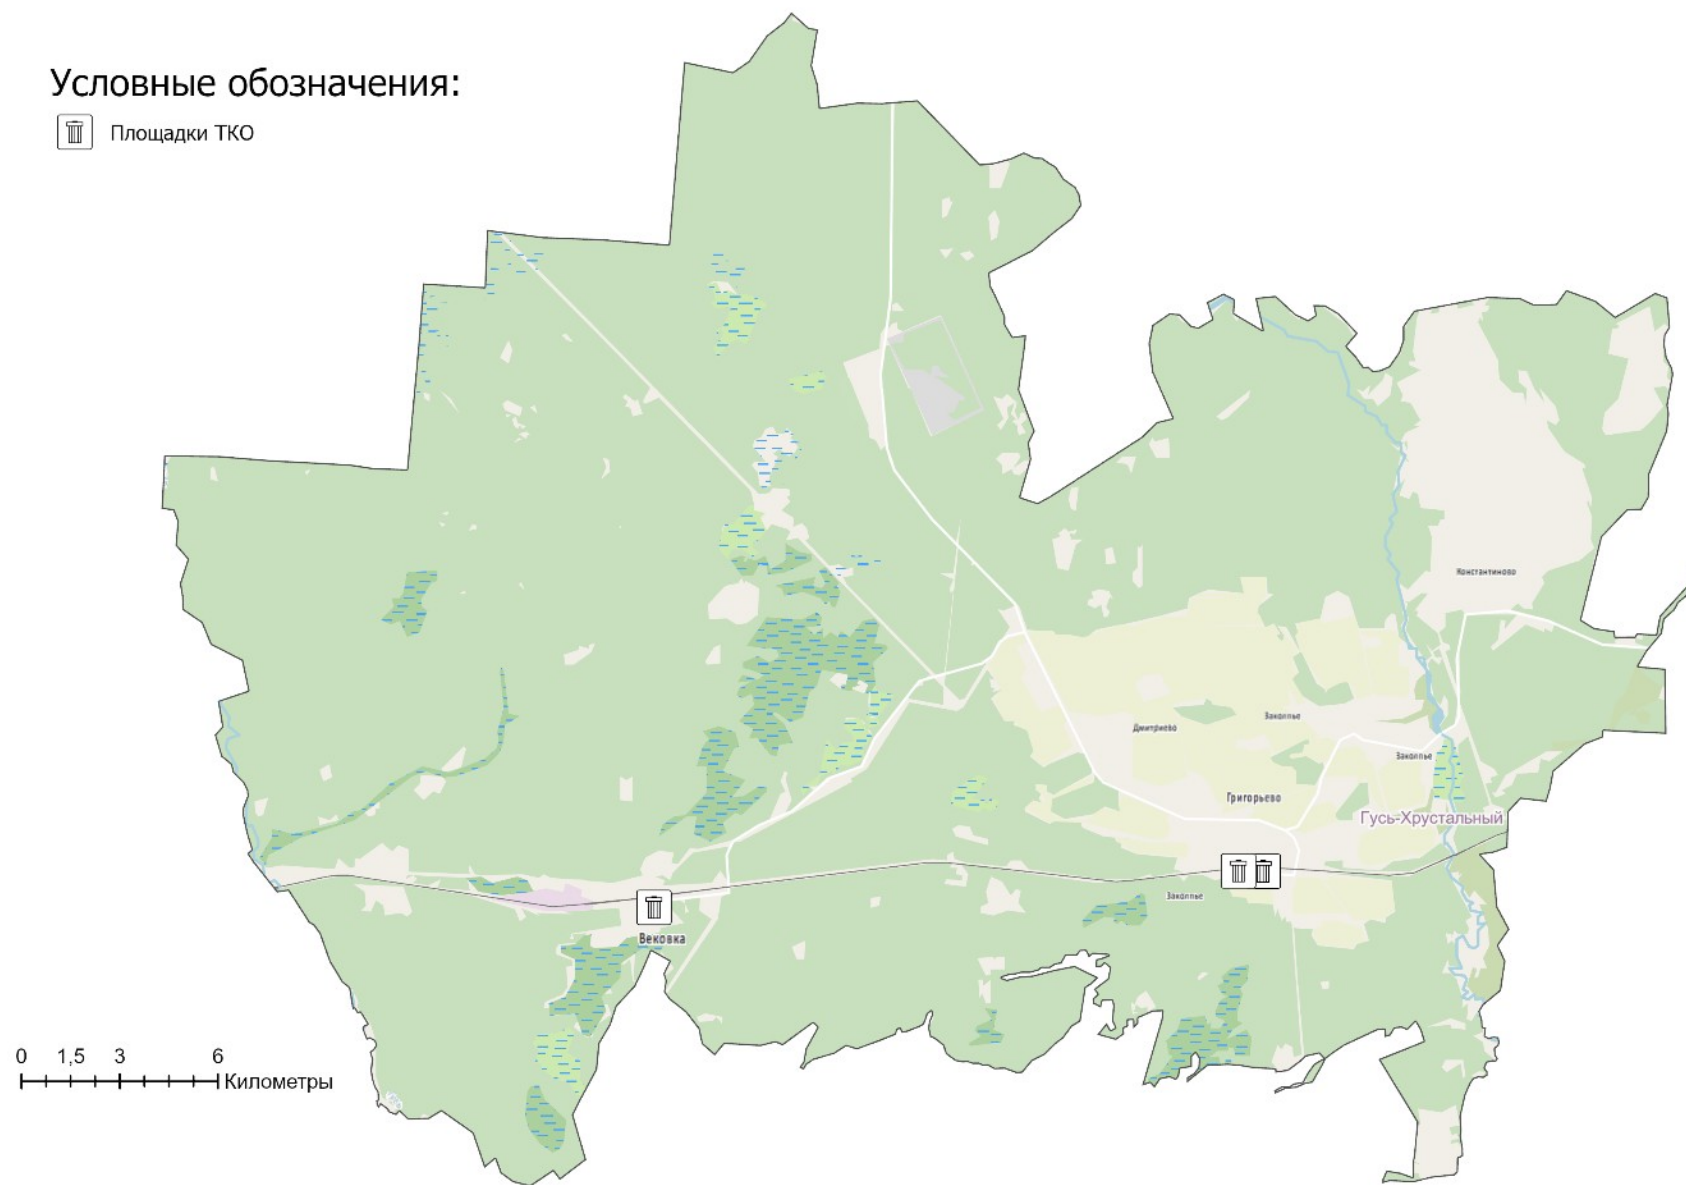 Условные обозначения:
Площадки ТКО
Константиново
Заколпье
Дмитриево
Заколпье
Григорьево
Гусь-Хрустальный
Заколпье
Вековка
0 1,5 3 6
Километры